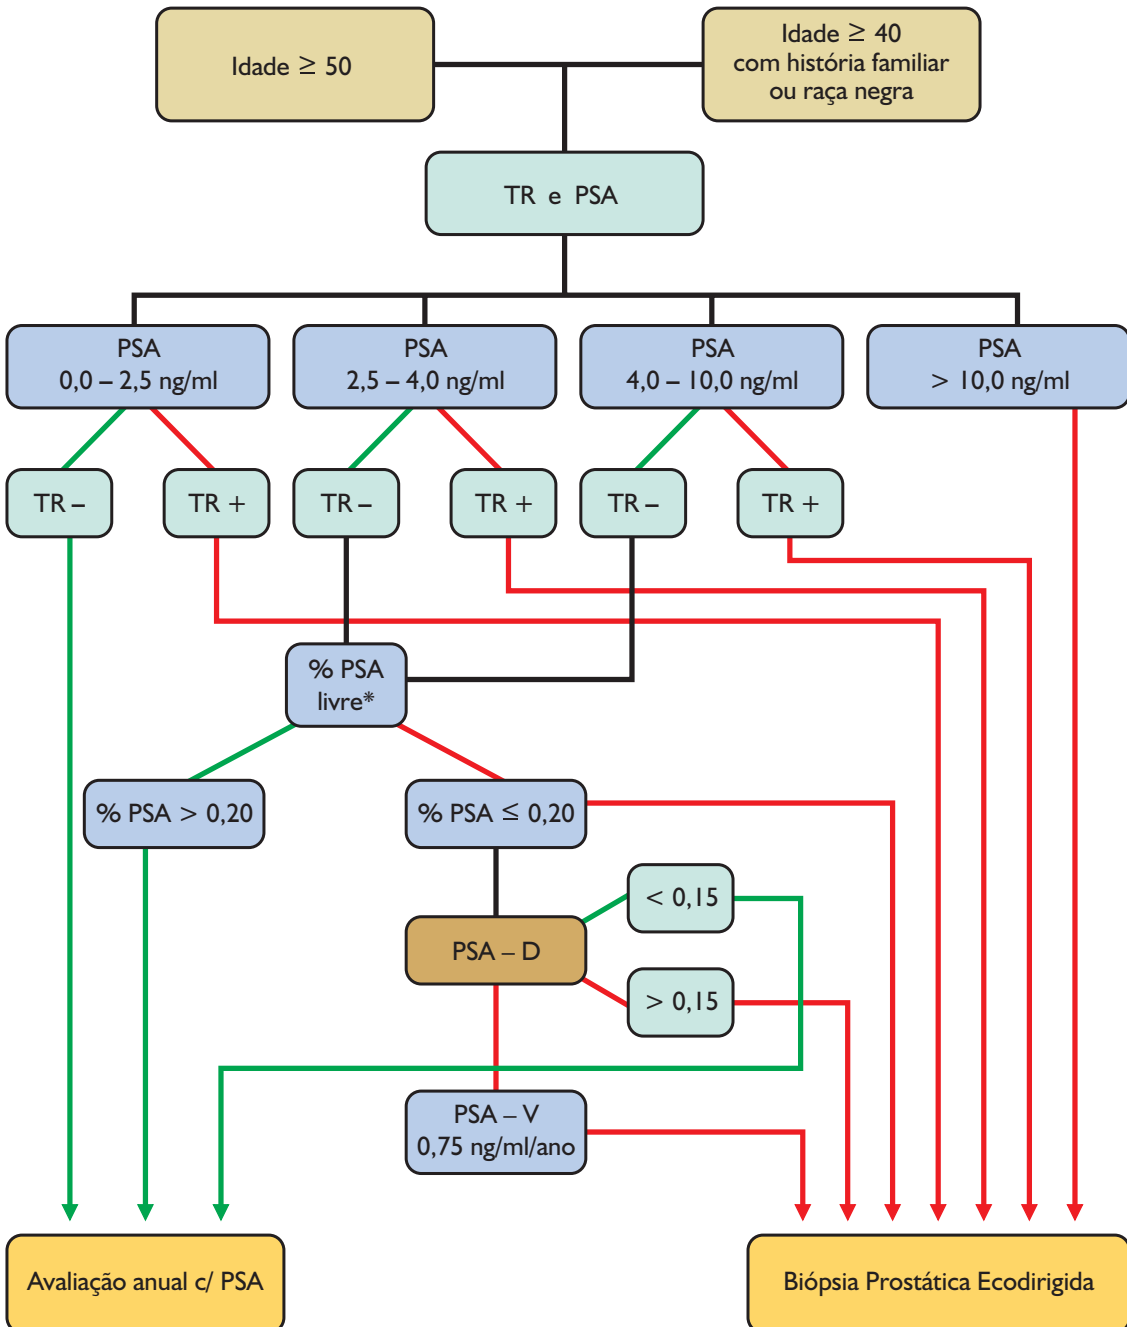 Idade ≥ 50
Idade ≥ 40
com história familiar
ou raça negra
TR e PSA
PSA
0,0 – 2,5 ng/ml
PSA
2,5 – 4,0 ng/ml
PSA
4,0 – 10,0 ng/ml
PSA
> 10,0 ng/ml
TR –
TR +
TR –
TR +
TR –
TR +
% PSA
livre*
% PSA > 0,20
% PSA ≤ 0,20
< 0,15
PSA – D
> 0,15
PSA – V
0,75 ng/ml/ano
Avaliação anual c/ PSA
Biópsia Prostática Ecodirigida